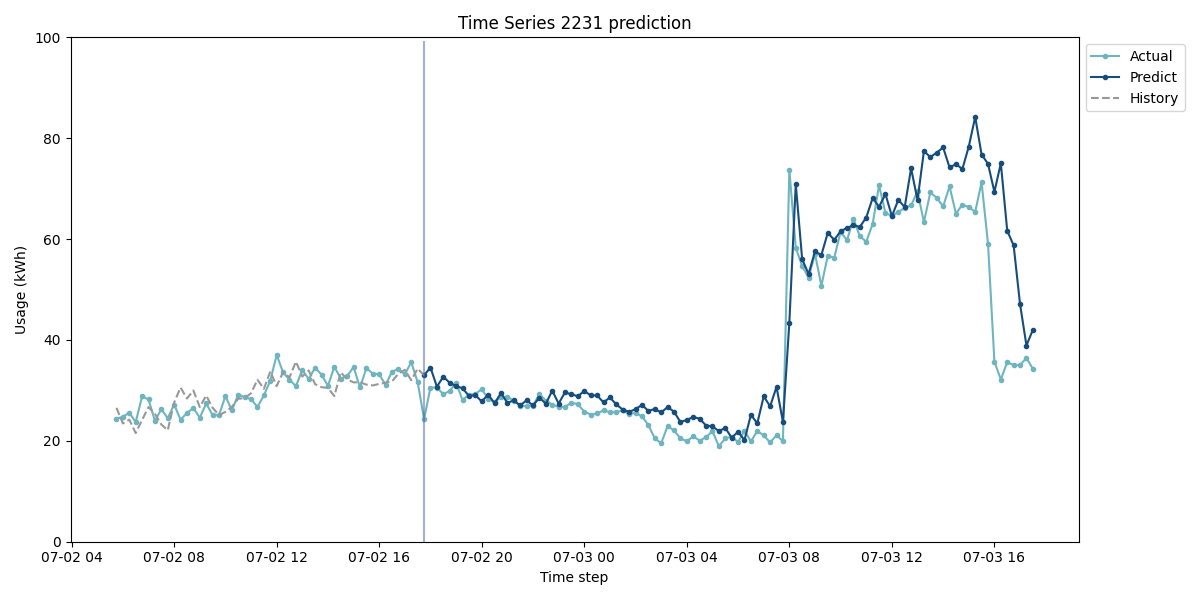 Time Series 2231 prediction
100
80
60
40
20
0
Usage (kWh)
07-02 04
07-02 08
07-02 12
07-02 16
07-02 20
07-03 00
07-03 04
07-03 08
07-03 12
07-03 16
Time step
Actual
Predict
History